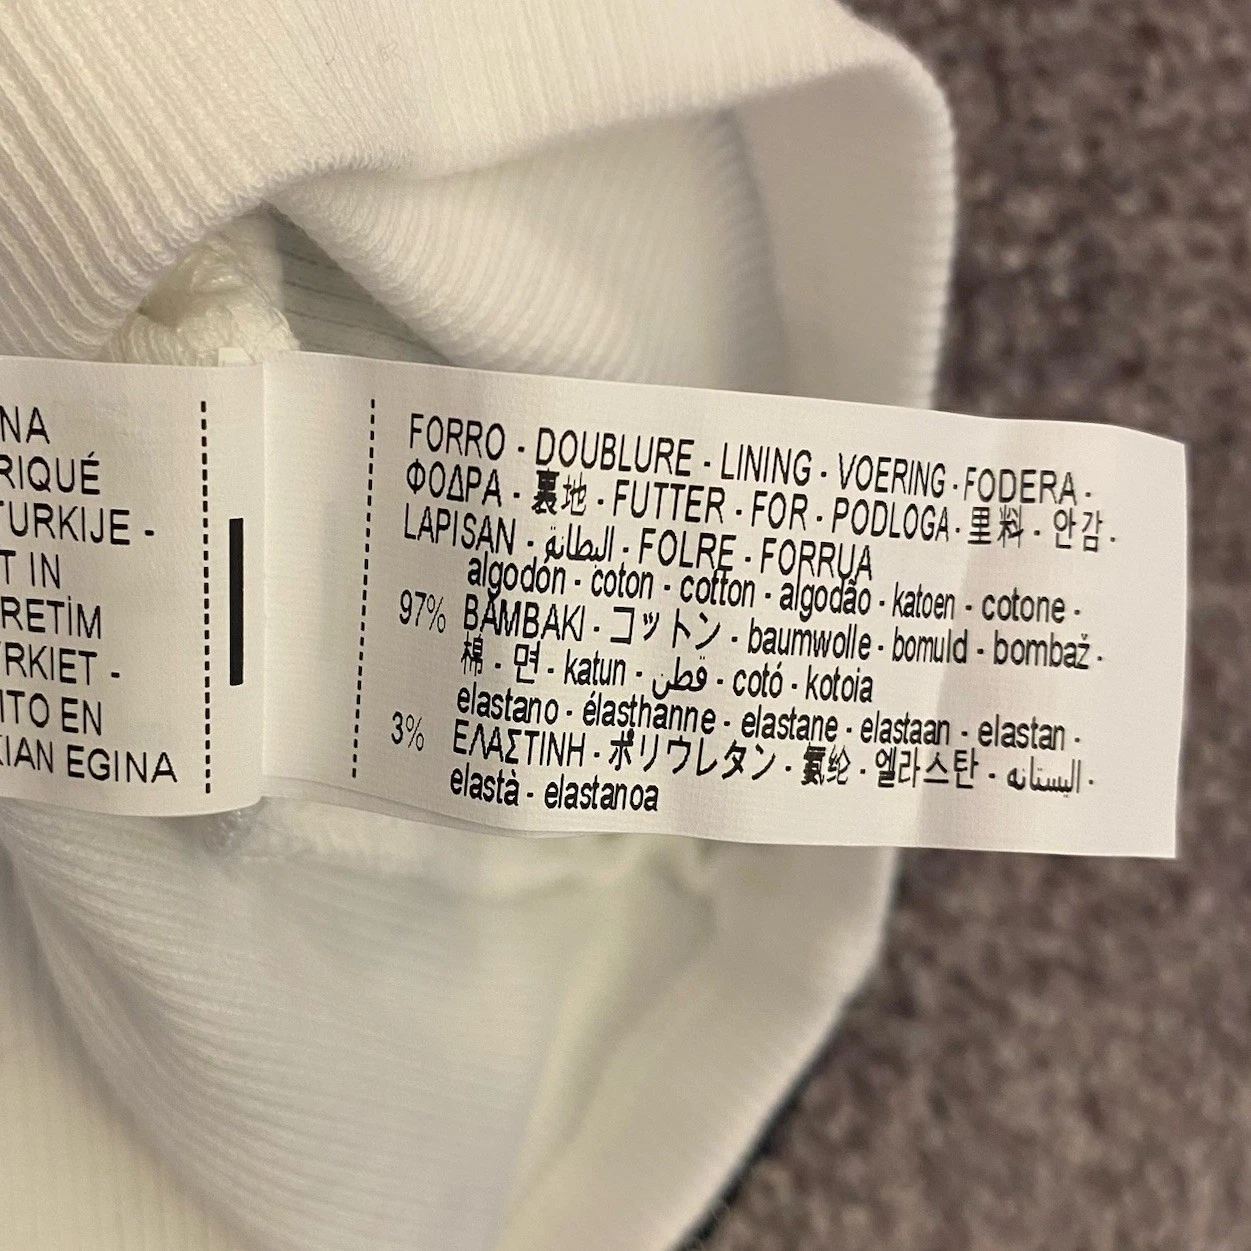 NA
RIQUÉ
TURKIJE -
T IN
RETİM
RKIET -
ITO EN
KIAN EGINA
FORRO - DOUBLURE - LINING - VOERING - FODERA -
ΦΟΔΡΑ - 裏地 - FUTTER - FOR - PODLOGA - 里料 - 안감 -
LAPISAN - البطانة - FOLRE - FORRUA
algodón - coton - cotton - algodão - katoen - cotone -
97% BAMBAKI - コットン - baumwolle - bomuld - bombaž -
棉 - 면 - katun - قطن - cotó - kotoia
elastano - élasthanne - elastane - elastaan - elastan -
3% ΕΛΑΣΤΙΝΗ - ポリウレタン - 氨纶 - 엘라스탄 - اليستانه -
elastà - elastanoa